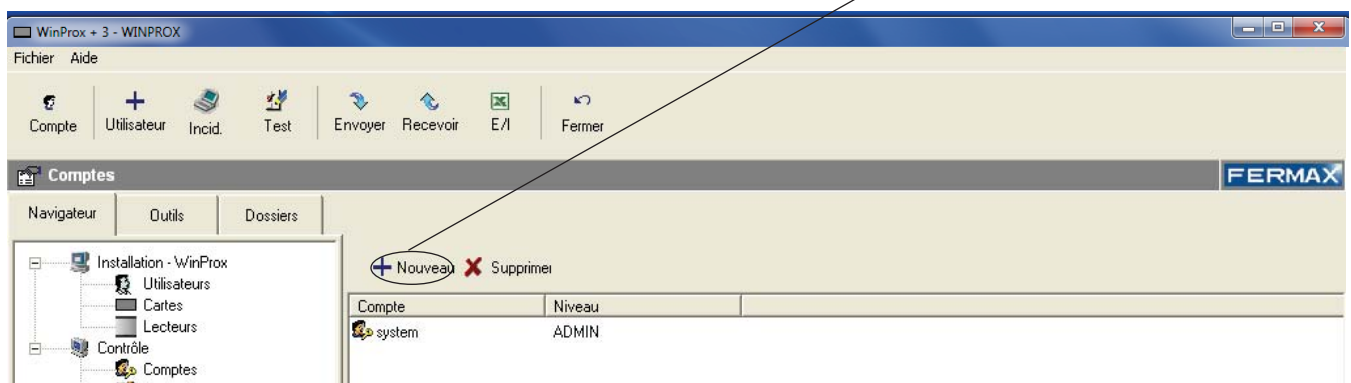 WinProx + 3 - WINPROX
Fichier Aide
Compte Utilisateur Incid. Test Envoyer Recevoir E/I Fermer
Comptes FERMAX
Navigateur Outils Dossiers
Nouveau Supprimer
Installation - WinProx
Utilisateurs
Cartes
Lecteurs
Contrôle
Comptes
Compte Niveau
system ADMIN